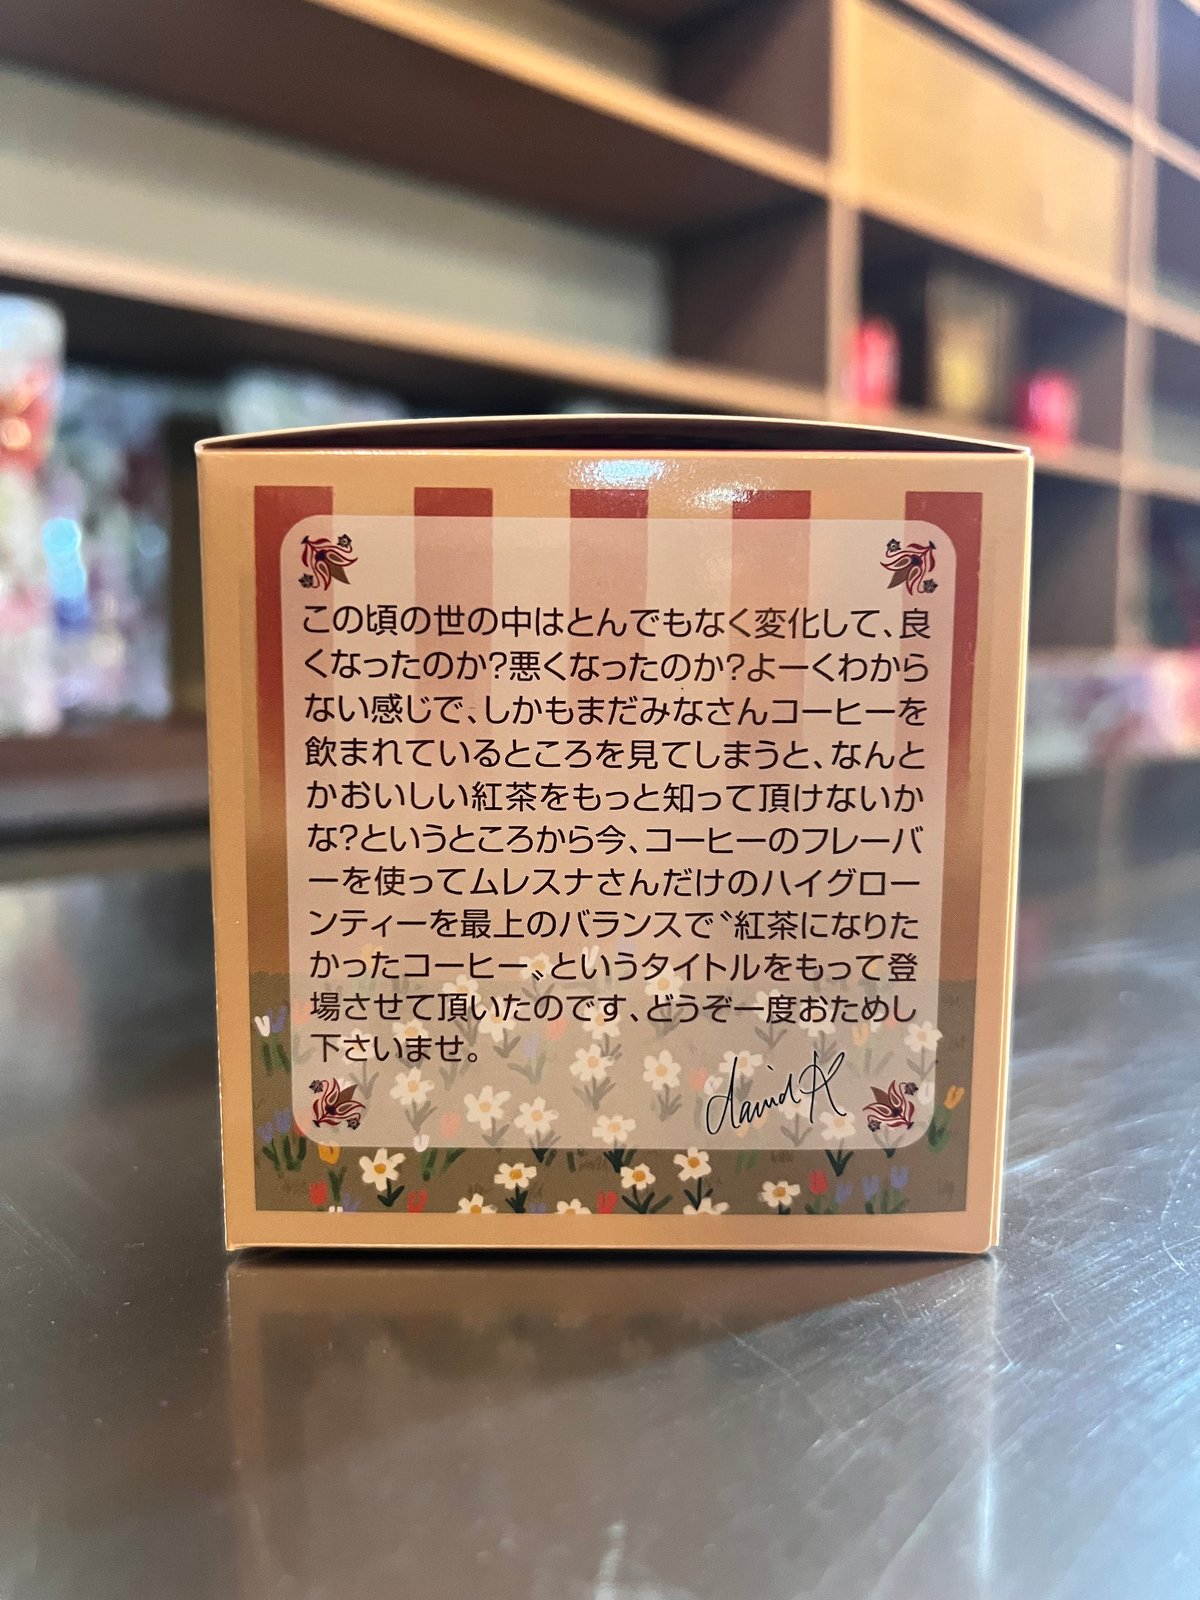 この頃の世の中はとんでもなく変化して、良
くなったのか?悪くなったのか?よーくわから
ない感じで、しかもまだみなさんコーヒーを
飲まれているところを見てしまうと、なんと
かおいしい紅茶をもっと知って頂けないか
な?というところから今、コーヒーのフレーバ
ーを使ってムレスナさんだけのハイグロー
ンティーを最上のバランスで〝紅茶になりた
かったコーヒー〟というタイトルをもって登
場させて頂いたのです、どうぞ一度おためし
下さいませ。
david K